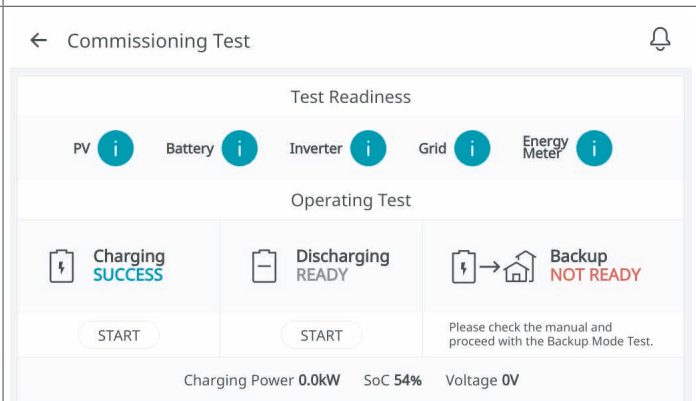 Commissioning Test
Test Readiness
PV i Battery i Inverter i Grid i Energy
Meter i
Operating Test
Charging
SUCCESS
Discharging
READY
Backup
NOT READY
START
START
Please check the manual and
proceed with the Backup Mode Test.
Charging Power 0.0kW SoC 54% Voltage 0V